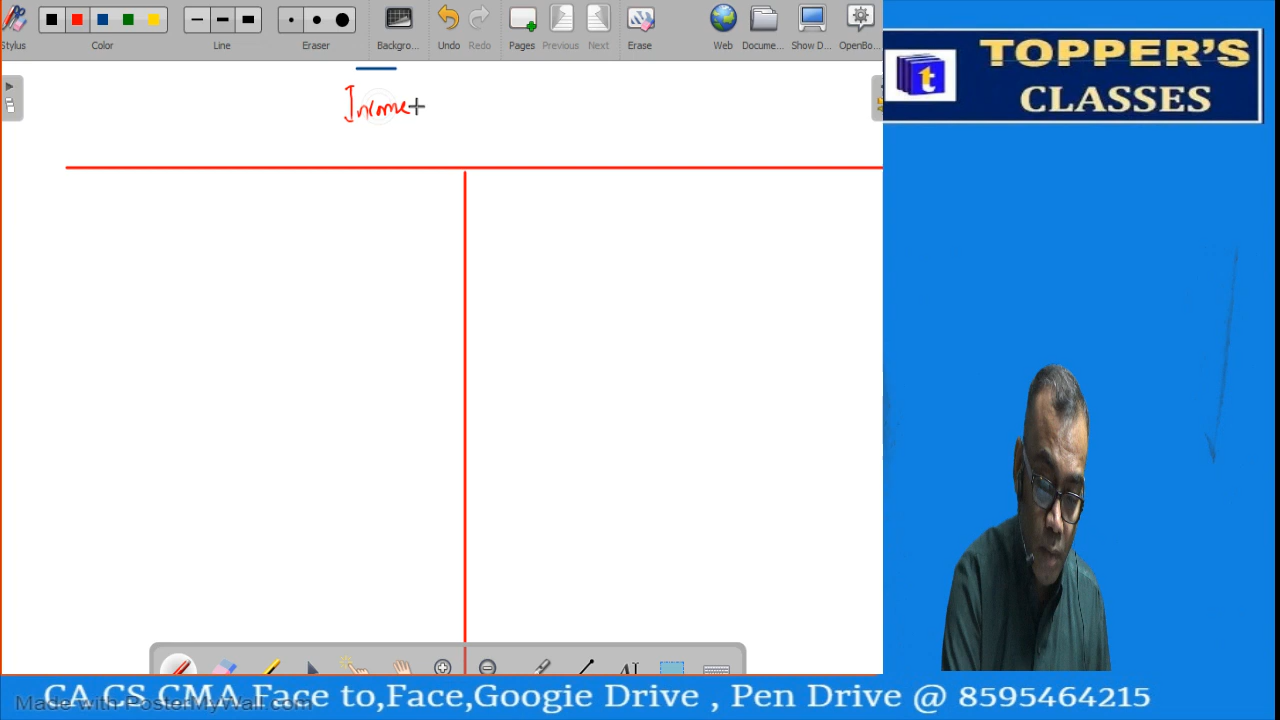 Stylus Color Line Eraser Backgro... Undo Redo Pages Previous Next Erase Web Docume... Show D... OpenBo...
TOPPER'S
CLASSES
t
Income
CA,CS,CMA Face to,Face,Googie Drive , Pen Drive @ 8595464215
Made with PosterMyWall.com